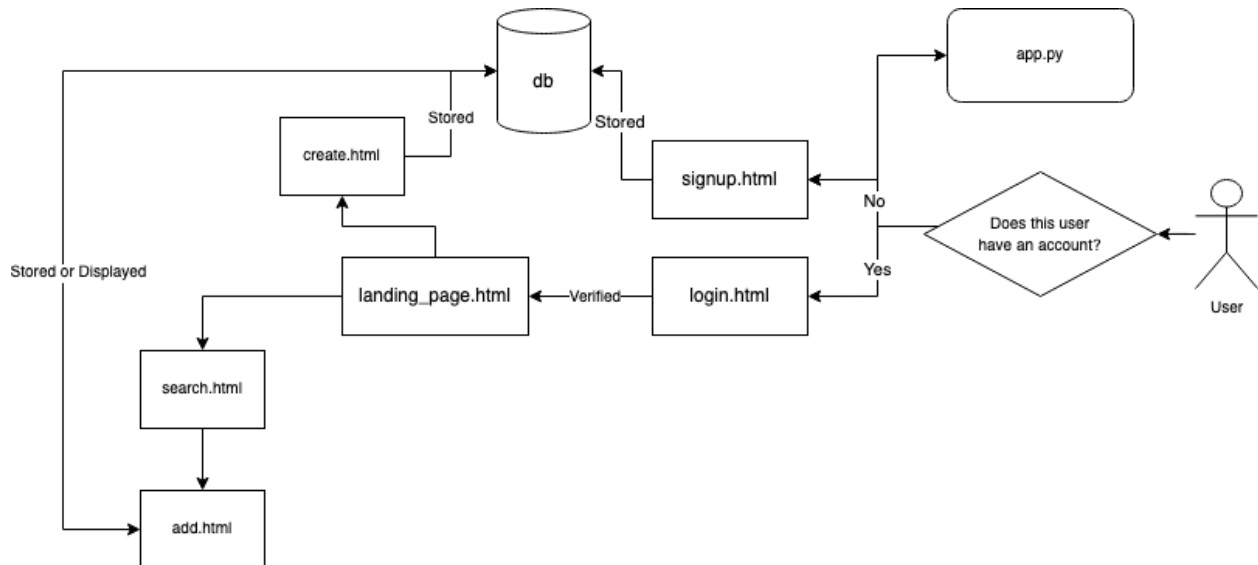 db
app.py
Stored
Stored
create.html
signup.html
No
Does this user
have an account?
Stored or Displayed
Yes
landing_page.html
Verified
login.html
User
search.html
add.html